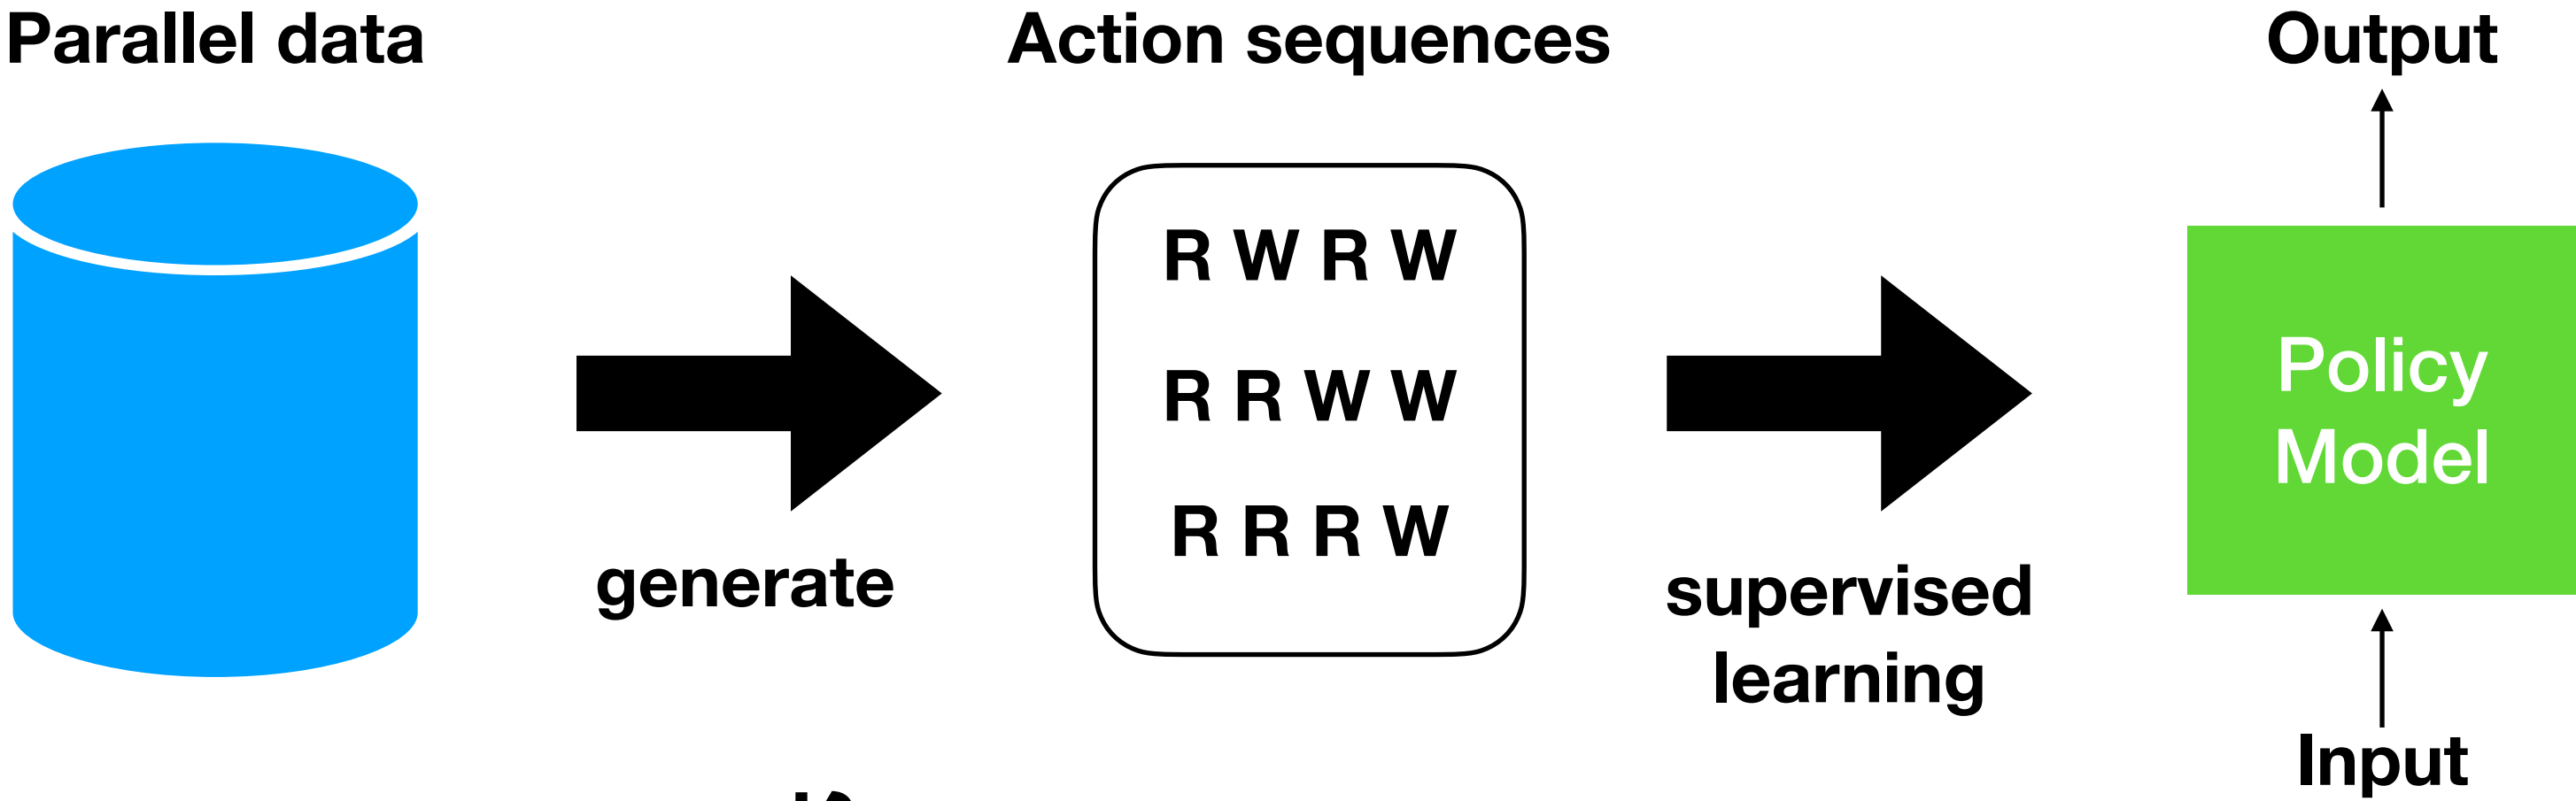 Parallel data
Action sequences
Output
R W R W
R R W W
R R R W
generate
supervised
learning
Policy
Model
Input